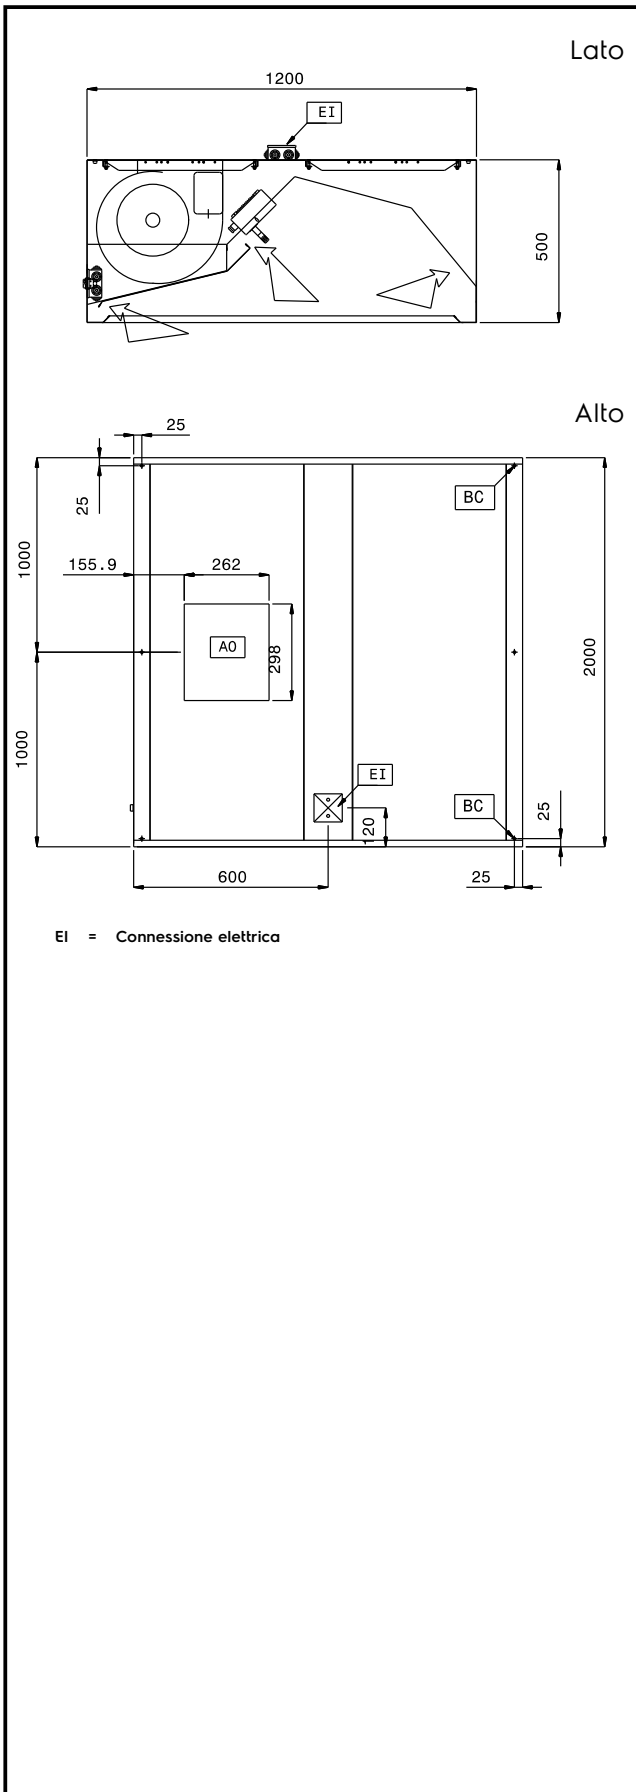 Lato
1200
EI
500
Alto
25
25
BC
1000
155.9
262
AO
298
2000
1000
EI
BC
25
120
600
25
EI = Connessione elettrica